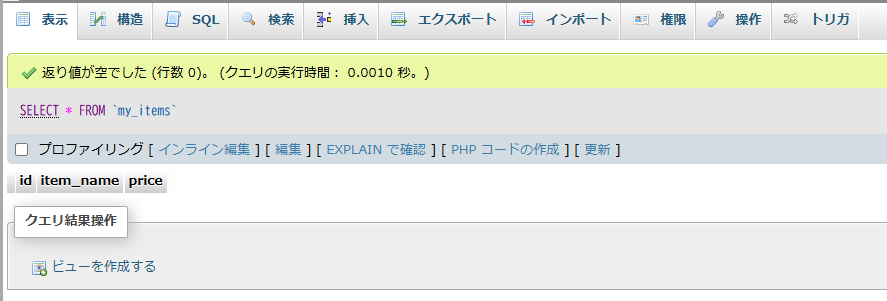 表示 構造 SQL 検索 挿入 エクスポート インポート 権限 操作 トリガ
返り値が空でした (行数 0)。 (クエリの実行時間： 0.0010 秒。)
SELECT * FROM `my_items`
プロファイリング [ インライン編集 ] [ 編集 ] [ EXPLAIN で確認 ] [ PHP コードの作成 ] [ 更新 ]
id item_name price
クエリ結果操作
ビューを作成する